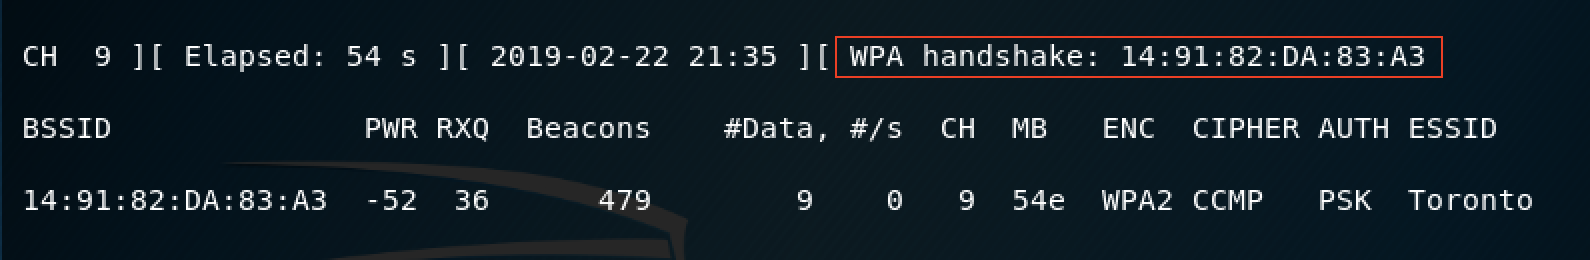 CH  9 ][ Elapsed: 54 s ][ 2019-02-22 21:35 ][ WPA handshake: 14:91:82:DA:83:A3
BSSID              PWR RXQ  Beacons    #Data, #/s  CH  MB   ENC  CIPHER AUTH ESSID
14:91:82:DA:83:A3  -52  36      479        9    0   9  54e  WPA2 CCMP   PSK  Toronto